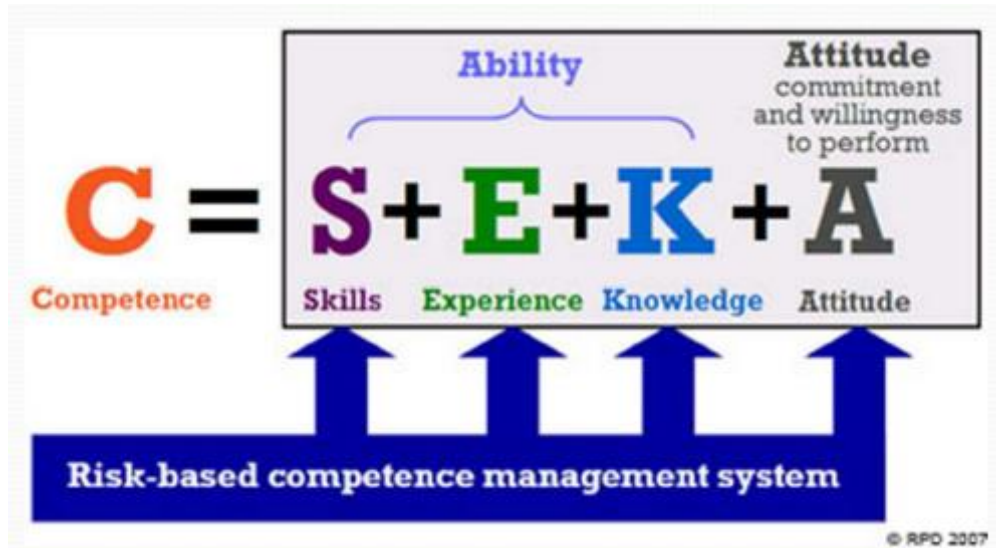 Ability
Attitude
commitment
and willingness
to perform
C = S + E + K + A
Competence
Skills
Experience
Knowledge
Attitude
Risk-based competence management system
© RPD 2007